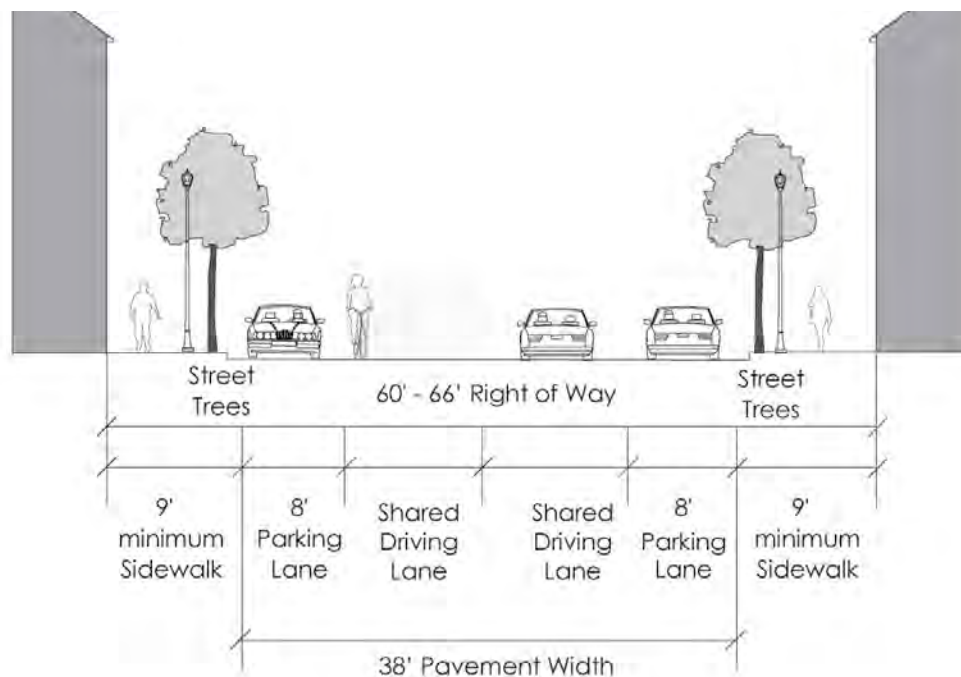 Street
Trees
60' - 66' Right of Way
Street
Trees
9'
minimum
Sidewalk
8'
Parking
Lane
Shared
Driving
Lane
Shared
Driving
Lane
8'
Parking
Lane
9'
minimum
Sidewalk
38' Pavement Width